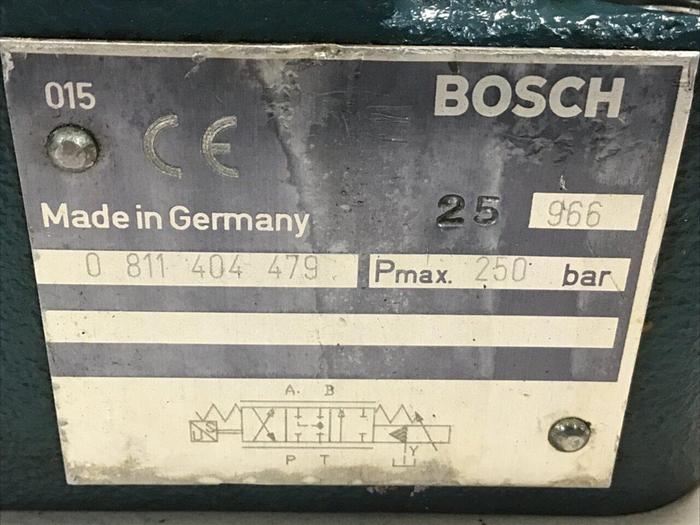 015
BOSCH
CE
Made in Germany 25 966
0 811 404 479 Pmax. 250 bar
A. B
U S
Y
P T